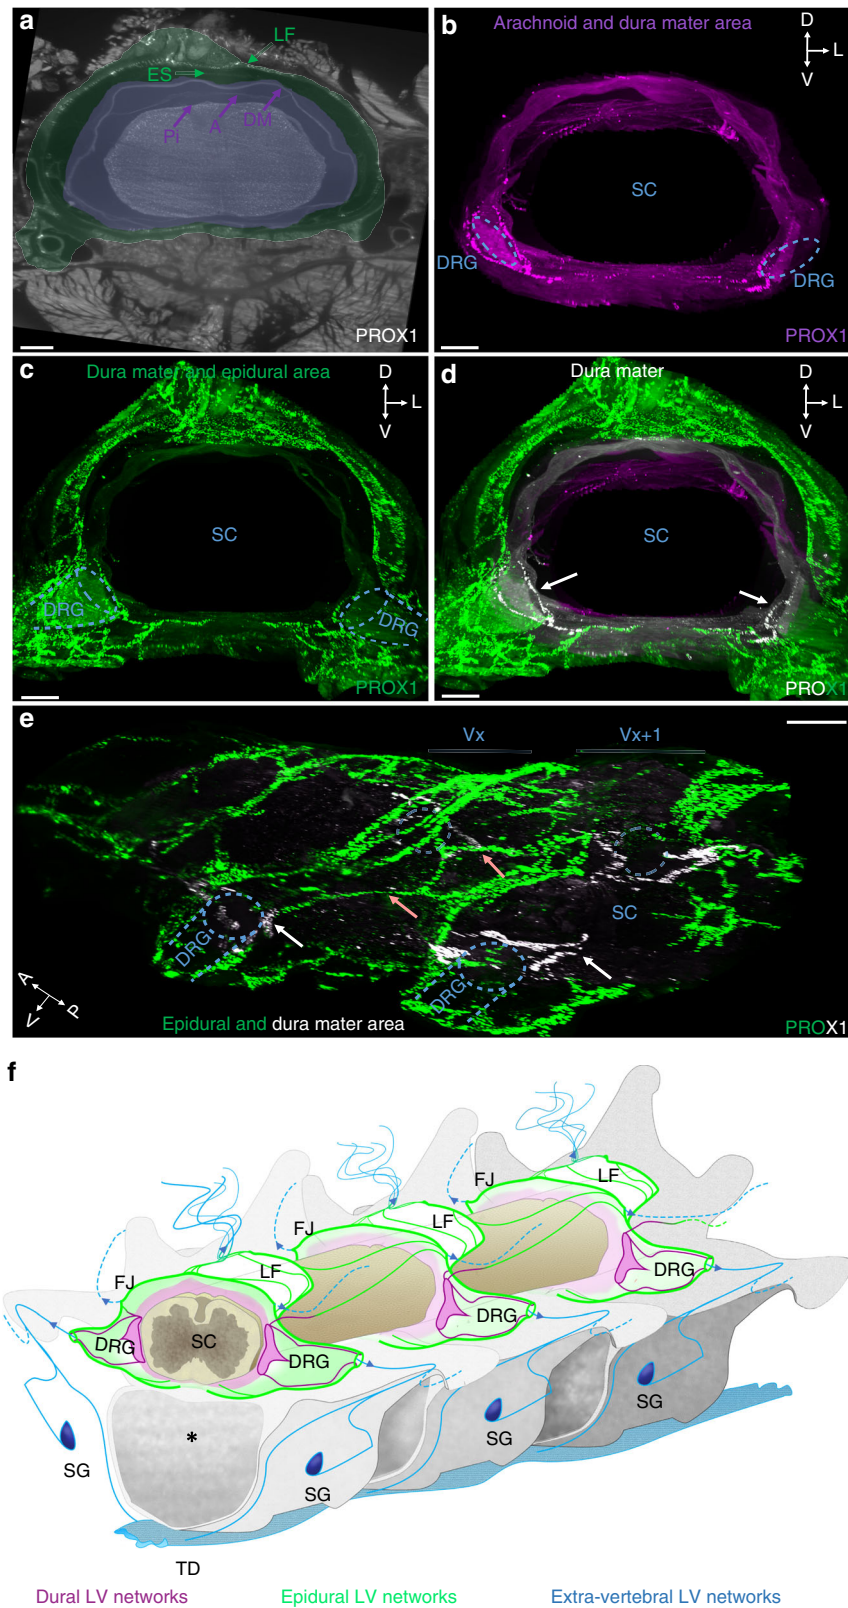 a
LF
ES
Pi
A
DM
PROX1
b
Arachnoid and dura mater area
D
L
V
SC
DRG
DRG
PROX1
c
Dura mater and epidural area
D
L
V
SC
DRG
DRG
PROX1
d
Dura mater
D
L
V
SC
PROX1
e
Vx
Vx+1
SC
DRG
DRG
A
P
V
Epidural and dura mater area
PROX1
f
FJ
LF
FJ
LF
FJ
LF
DRG
SC
DRG
DRG
DRG
*
SG
SG
SG
SG
TD
Dural LV networks
Epidural LV networks
Extra-vertebral LV networks